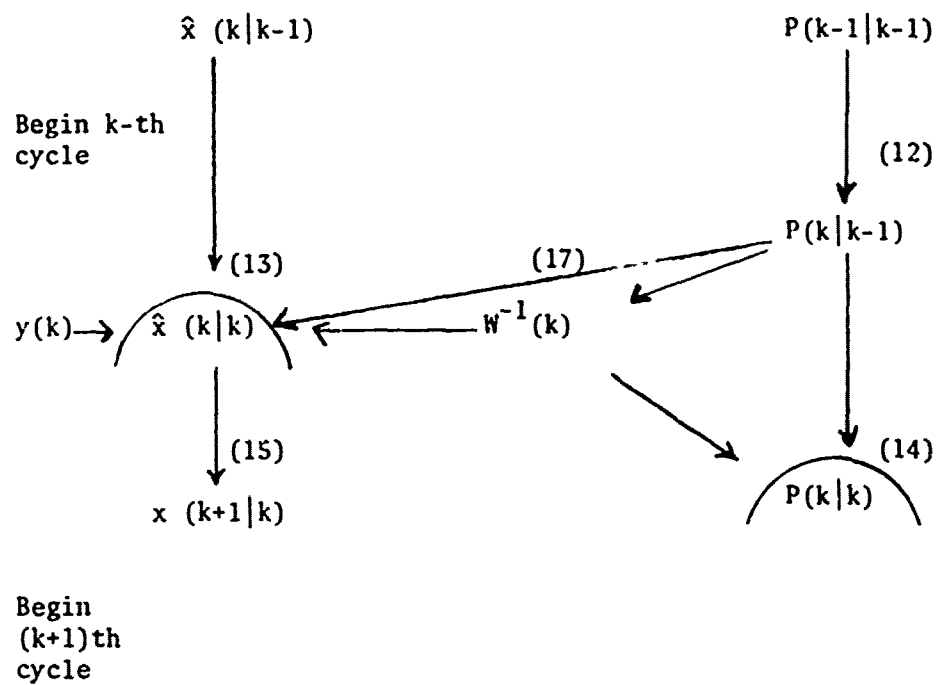 x̂ (k|k-1)
P(k-1|k-1)
Begin k-th
cycle
(12)
P(k|k-1)
(13)
(17)
y(k)
x̂ (k|k)
W⁻¹(k)
(15)
(14)
P(k|k)
x (k+1|k)
Begin
(k+1)th
cycle